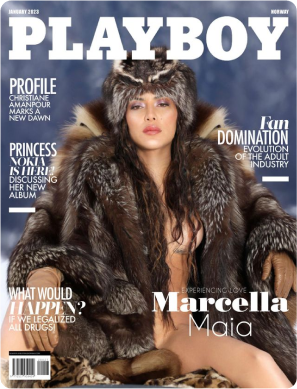 JANUARY 2023
NORWAY
PLAYBOY
PROFILE
CHRISTIANE
AMANPOUR
MARKS A
NEW DAWN
PRINCESS
NOKIA
IS HERE!
DISCUSSING
HER NEW
ALBUM
WHAT WOULD
HAPPEN?
IF WE LEGALIZED
ALL DRUGS!
Fan
DOMINATION
EVOLUTION
OF THE ADULT
INDUSTRY
EXPERIENCING LOVE
Marcella
Maia